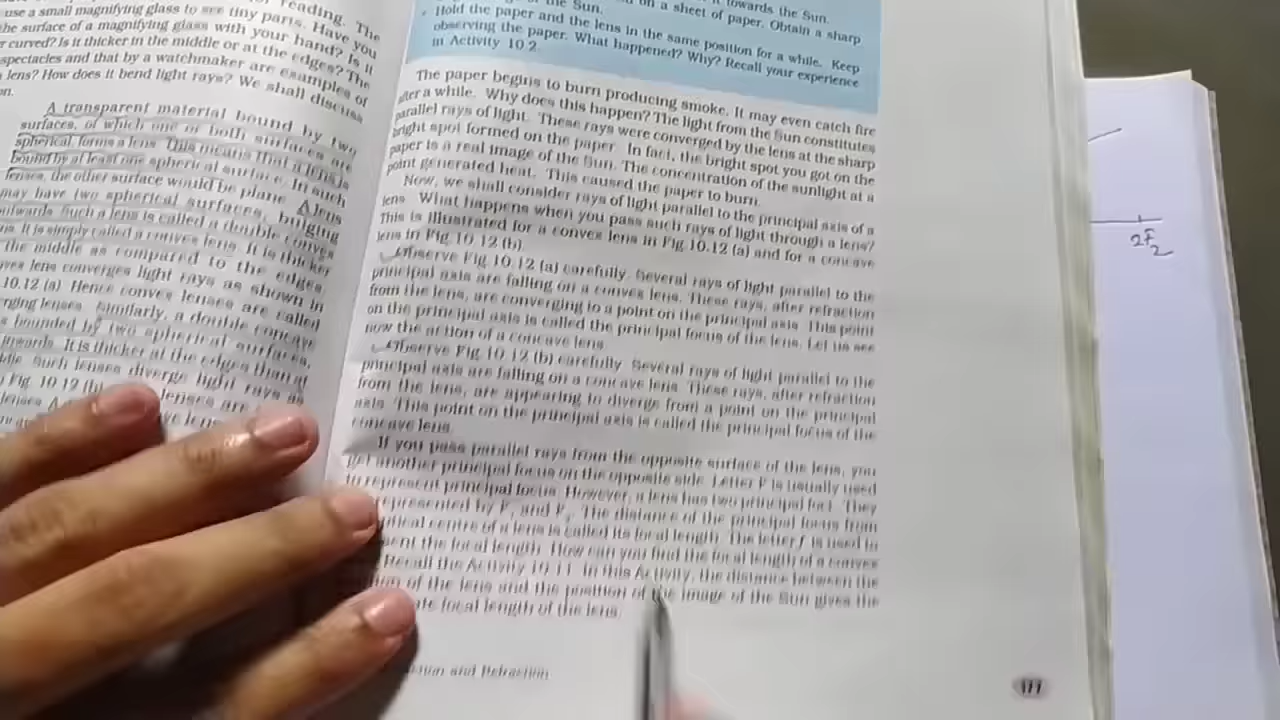 reading. The
use a small magnifying glass to see tiny parts. Have you
the surface of a magnifying glass with your hand? Is it
r curved? Is it thicker in the middle or at the edges? The
spectacles and that by a watchmaker are examples of
lens? How does it bend light rays? We shall discuss
on.
A transparent material bound by two
surfaces, of which one or both surfaces are
spherical, forms a lens. This means that a lens is
bound by at least one spherical surface. In such
lenses, the other surface would be plane. A lens
may have two spherical surfaces, bulging
outwards. Such a lens is called a double convex
lens. It is simply called a convex lens. It is thicker
the middle as compared to the edges.
vex lens converges light rays as shown in
10.12 (a). Hence convex lenses are called
rging lenses. Similarly, a double concave
s bounded by two spherical surfaces,
inwards. It is thicker at the edges than at
ddle. Such lenses diverge light rays as
Fig. 10.12 (b). lenses are
lenses. A ve lens
on a sheet of paper. Obtain a sharp
towards the Sun.
of the Sun.
Hold the paper and the lens in the same position for a while. Keep
observing the paper. What happened? Why? Recall your experience
in Activity 10.2.
The paper begins to burn producing smoke. It may even catch fire
after a while. Why does this happen? The light from the Sun constitutes
parallel rays of light. These rays were converged by the lens at the sharp
bright spot formed on the paper. In fact, the bright spot you got on the
paper is a real image of the Sun. The concentration of the sunlight at a
point generated heat. This caused the paper to burn.
Now, we shall consider rays of light parallel to the principal axis of a
lens. What happens when you pass such rays of light through a lens?
This is illustrated for a convex lens in Fig.10.12 (a) and for a concave
lens in Fig.10.12 (b).
Observe Fig.10.12 (a) carefully. Several rays of light parallel to the
principal axis are falling on a convex lens. These rays, after refraction
from the lens, are converging to a point on the principal axis. This point
on the principal axis is called the principal focus of the lens. Let us see
now the action of a concave lens.
Observe Fig.10.12 (b) carefully. Several rays of light parallel to the
principal axis are falling on a concave lens. These rays, after refraction
from the lens, are appearing to diverge from a point on the principal
axis. This point on the principal axis is called the principal focus of the
concave lens.
If you pass parallel rays from the opposite surface of the lens, you
get another principal focus on the opposite side. Letter F is usually used
to represent principal focus. However, a lens has two principal foci. They
represented by F and F. The distance of the principal focus from
optical centre of a lens is called its focal length. The letter f is used to
ent the focal length. How can you find the focal length of a convex
Recall the Activity 10.11. In this Activity, the distance between the
of the lens and the position of the image of the Sun gives the
te focal length of the lens.
tion and Refraction
177
2F2